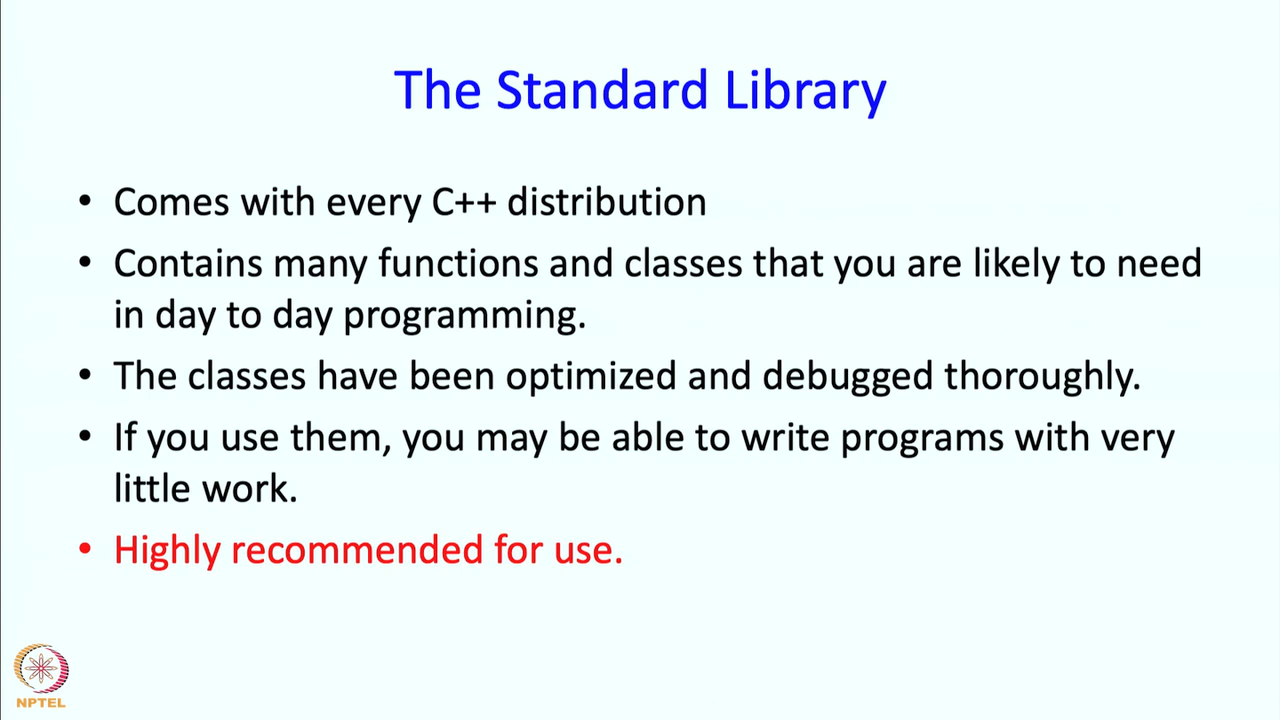 The Standard Library
• Comes with every C++ distribution
• Contains many functions and classes that you are likely to need
in day to day programming.
• The classes have been optimized and debugged thoroughly.
• If you use them, you may be able to write programs with very
little work.
• Highly recommended for use.
NPTEL